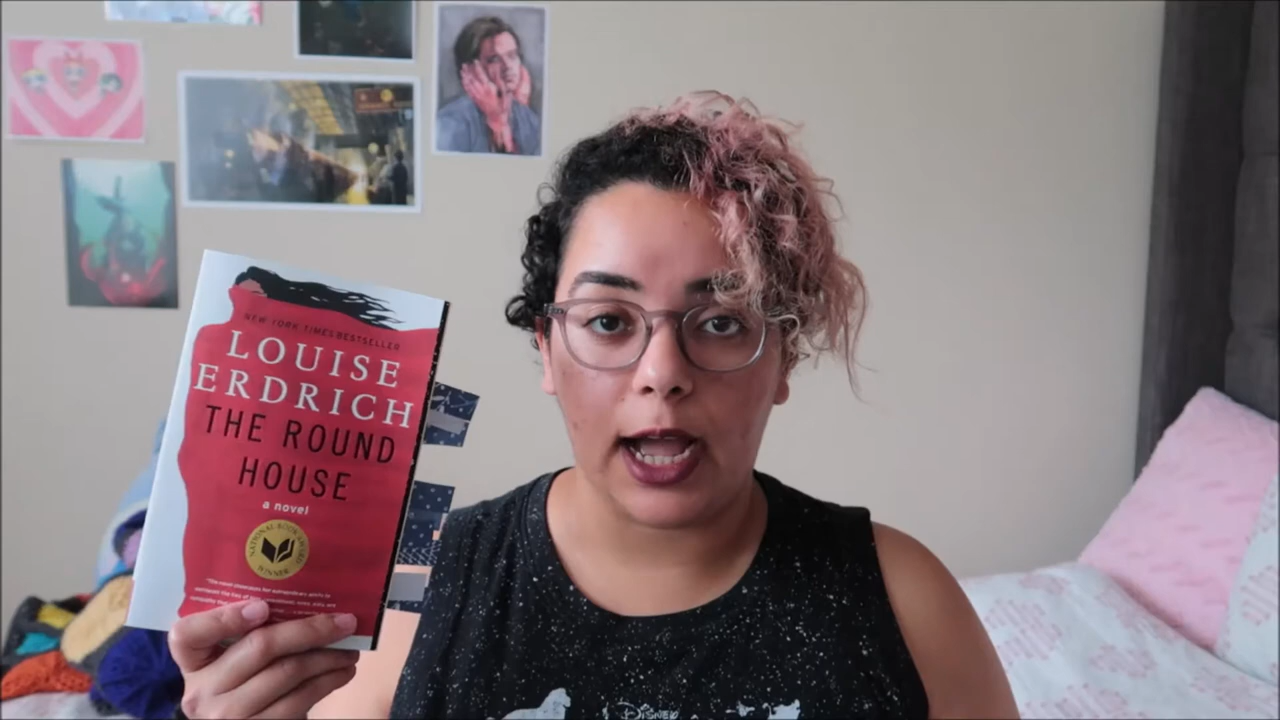 NEW YORK TIMES BESTSELLER
LOUISE
ERDRICH
THE ROUND
HOUSE
a novel
NATIONAL BOOK AWARD
WINNER
DISNEY